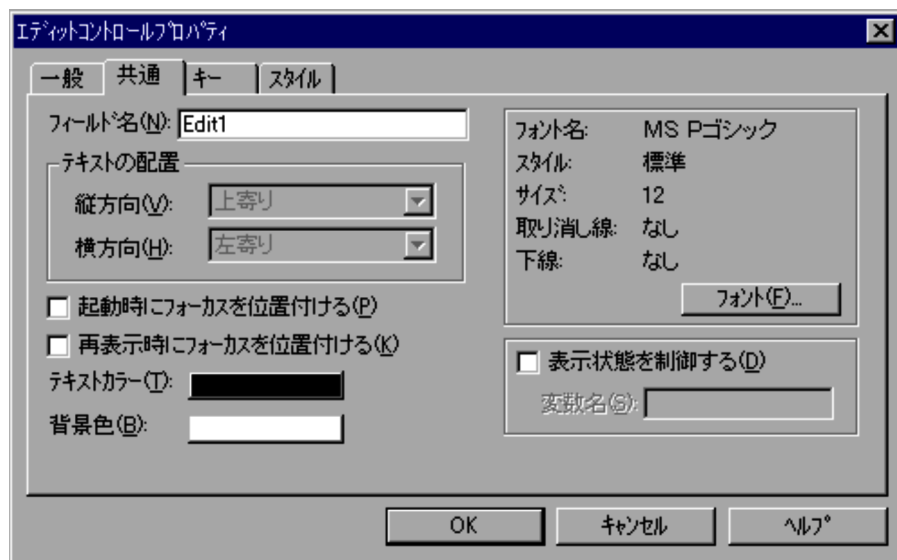 ｴﾃﾞｨｯﾄｺﾝﾄﾛｰﾙﾌﾟﾛﾊﾟﾃｨ
一般 共通 ｷｰ ｽﾀｲﾙ
ﾌｨｰﾙﾄﾞ名(N): Edit1
テキストの配置
縦方向(V): 上寄り
横方向(H): 左寄り
起動時にフォーカスを位置付ける(P)
再表示時にフォーカスを位置付ける(K)
テキストカラー(T):
背景色(B):
ﾌｫﾝﾄ名: MS Pゴシック
ｽﾀｲﾙ: 標準
ｻｲｽﾞ: 12
取り消し線: なし
下線: なし
ﾌｫﾝﾄ(F)...
表示状態を制御する(D)
変数名(S):
OK ｷｬﾝｾﾙ ﾍﾙﾌﾟ